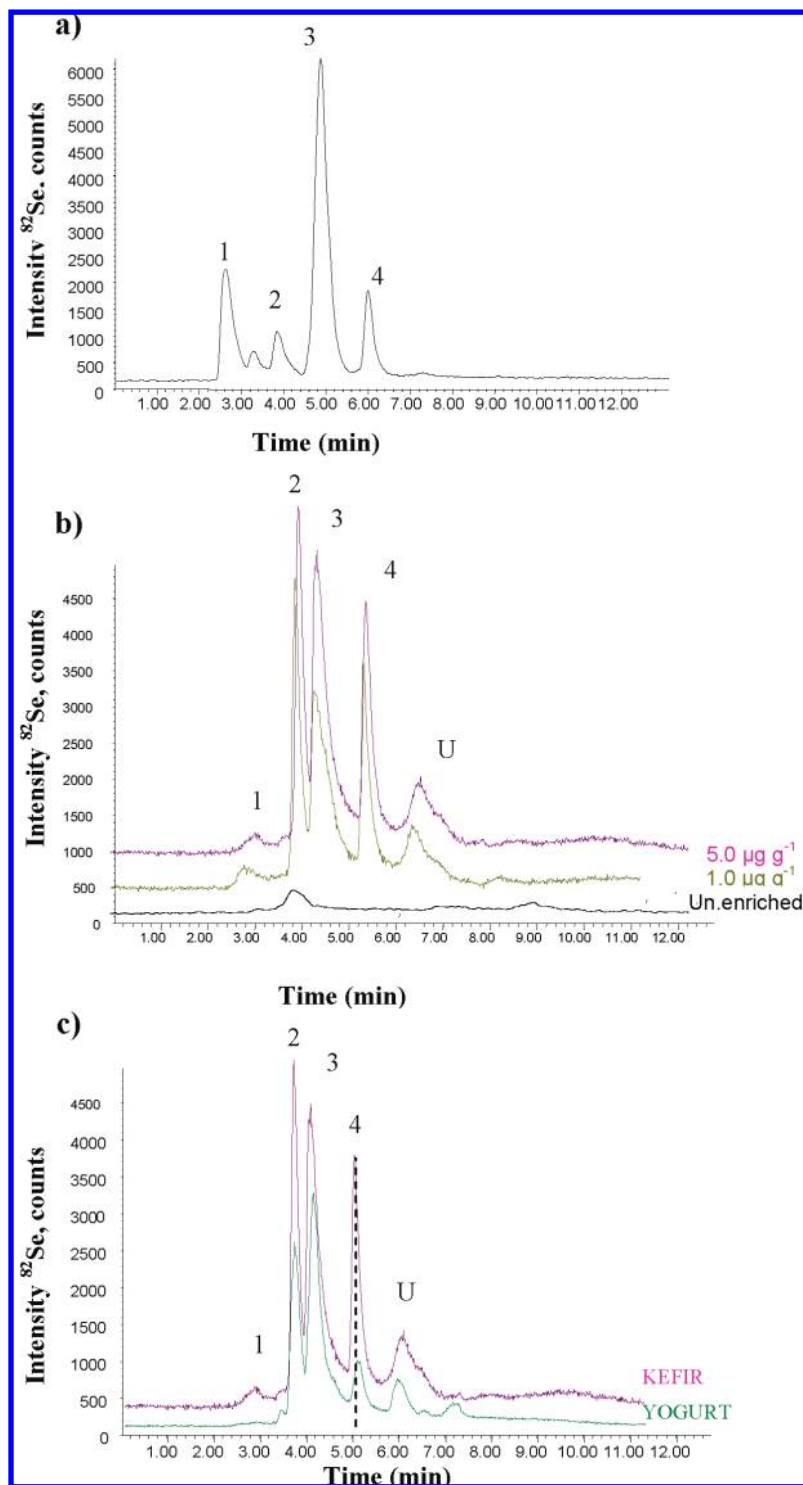 a)
3
1
2
4
Intensity ⁸²Se. counts
6000
5500
5000
4500
4000
3500
3000
2500
2000
1500
1000
500
0
1.00 2.00 3.00 4.00 5.00 6.00 7.00 8.00 9.00 10.00 11.00 12.00
Time (min)
b)
2
3
4
U
1
Intensity ⁸²Se, counts
4500
4000
3500
3000
2500
2000
1500
1000
500
0
5.0 µg g⁻¹
1.0 µg g⁻¹
Un.enriched
1.00 2.00 3.00 4.00 5.00 6.00 7.00 8.00 9.00 10.00 11.00 12.00
Time (min)
c)
2
3
4
U
1
Intensity ⁸²Se, counts
4500
4000
3500
3000
2500
2000
1500
1000
500
0
KEFIR
YOGURT
1.00 2.00 3.00 4.00 5.00 6.00 7.00 8.00 9.00 10.00 11.00 12.00
Time (min)